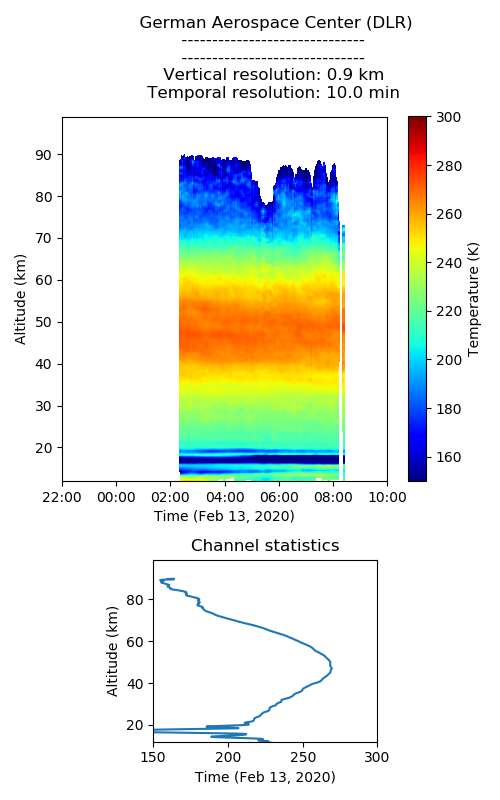 German Aerospace Center (DLR)
----------------------------
----------------------------
Vertical resolution: 0.9 km
Temporal resolution: 10.0 min
90
80
70
60
50
40
30
20
Altitude (km)
22:00 00:00 02:00 04:00 06:00 08:00 10:00
Time (Feb 13, 2020)
300
280
260
240
220
200
180
160
Temperature (K)
Channel statistics
80
60
40
20
Altitude (km)
150 200 250 300
Time (Feb 13, 2020)